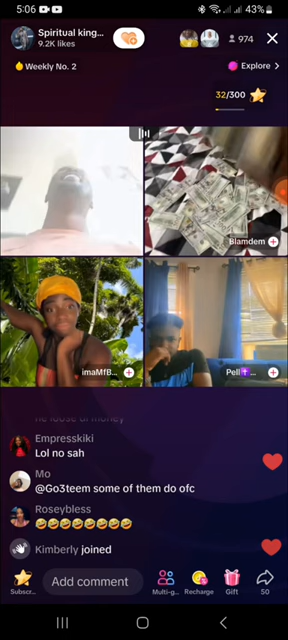 5:06
43%
Spiritual king...
9.2K likes
974
Weekly No. 2
Explore >
32/300
Blamdem
imaMfB...
Pell✝️...
Empresskiki
Lol no sah
Mo
@Go3teem some of them do ofc
Roseybless
🤣🤣🤣🤣🤣🤣🤣🤣
Kimberly joined
Subscr...
Add comment
Multi-g...
Recharge
Gift
50